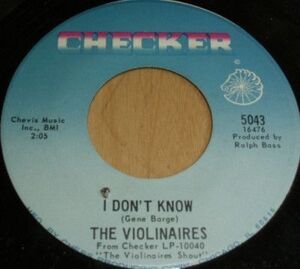 CHECKER
5043
16476
Produced by
Ralph Bass
Chevis Music
Inc., BMI
2:05
I DON'T KNOW
(Gene Barge)
THE VIOLINAIRES
From Checker LP-10040
"The Violinaires Shout"